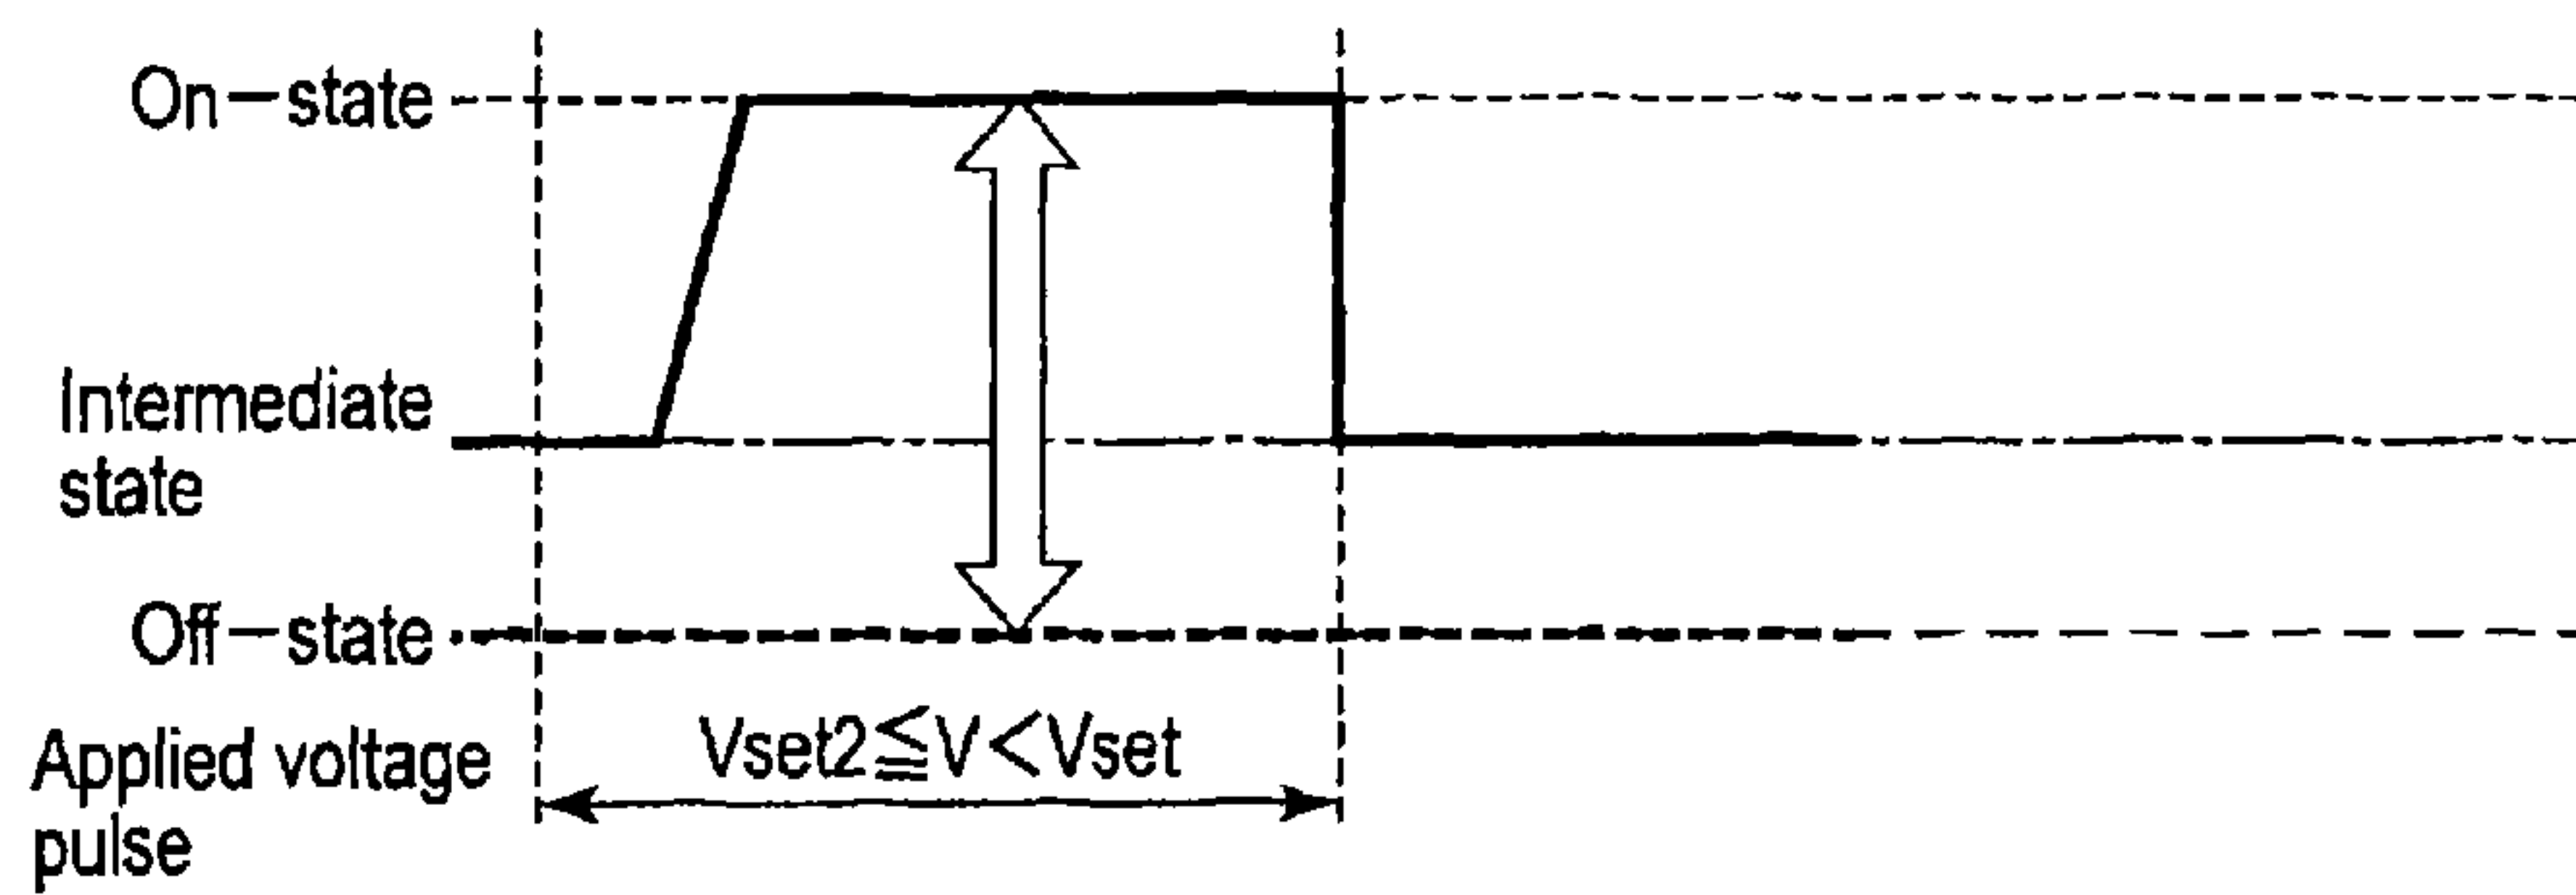 On−state
Intermediate
state
Off−state
Applied voltage
pulse
Vset2≦V<Vset